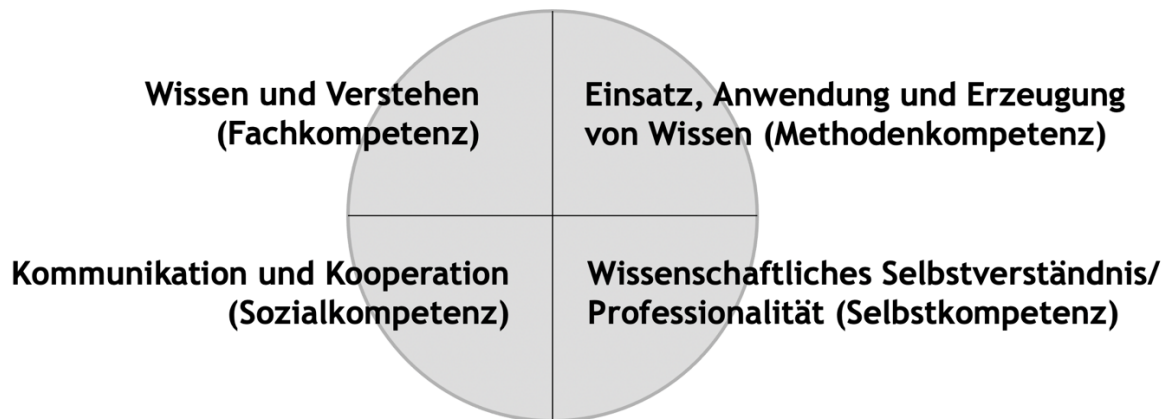 Wissen und Verstehen
(Fachkompetenz)
Einsatz, Anwendung und Erzeugung
von Wissen (Methodenkompetenz)
Kommunikation und Kooperation
(Sozialkompetenz)
Wissenschaftliches Selbstverständnis/
Professionalität (Selbstkompetenz)